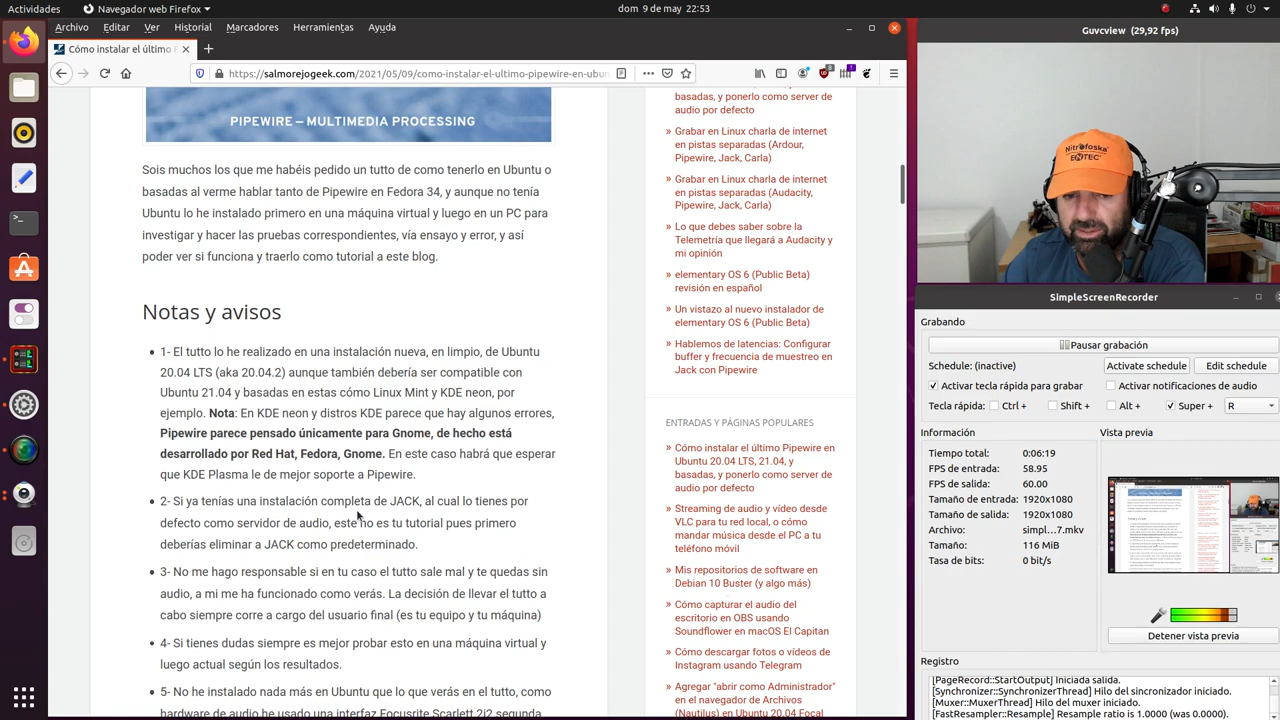 Actividades
Navegador web Firefox
dom 9 de may 22:53
Archivo Editar Ver Historial Marcadores Herramientas Ayuda
Cómo instalar el último
https://salmorejogeek.com/2021/05/09/como-instalar-el-ultimo-pipewire-en-ubun
PIPEWIRE – MULTIMEDIA PROCESSING
Sois muchos los que me habéis pedido un tutto de como tenerlo en Ubuntu o
basadas al verme hablar tanto de Pipewire en Fedora 34, y aunque no tenía
Ubuntu lo he instalado primero en una máquina virtual y luego en un PC para
investigar y hacer las pruebas correspondientes, vía ensayo y error, y así
poder ver si funciona y traerlo como tutorial a este blog.
Notas y avisos
1- El tutto lo he realizado en una instalación nueva, en limpio, de Ubuntu
20.04 LTS (aka 20.04.2) aunque también debería ser compatible con
Ubuntu 21.04 y basadas en estas cómo Linux Mint y KDE neon, por
ejemplo. Nota: En KDE neon y distros KDE parece que hay algunos errores,
Pipewire parece pensado únicamente para Gnome, de hecho está
desarrollado por Red Hat, Fedora, Gnome. En este caso habrá que esperar
que KDE Plasma le de mejor soporte a Pipewire.
2- Si ya tenías una instalación completa de JACK, al cual lo tienes por
defecto como servidor de audio, este no es tu tutorial pues primero
deberías eliminar a JACK como predeterminado.
3- No me hago responsable si en tu caso el tutto sale mal y te quedas sin
audio, a mi me ha funcionado como verás. La decisión de llevar el tutto a
cabo siempre corre a cargo del usuario final (es tu equipo y tu máquina)
4- Si tienes dudas siempre es mejor probar esto en una máquina virtual y
luego actual según los resultados.
5- No he instalado nada más en Ubuntu que lo que verás en el tutto, como
hardware de audio he usado una interfaz Focusrite Scarlett 2i2 segunda
basadas, y ponerlo como server de
audio por defecto
» Grabar en Linux charla de internet
en pistas separadas (Ardour,
Pipewire, Jack, Carla)
» Grabar en Linux charla de internet
en pistas separadas (Audacity,
Pipewire, Jack, Carla)
» Lo que debes saber sobre la
Telemetría que llegará a Audacity y
mi opinión
» elementary OS 6 (Public Beta)
revisión en español
» Un vistazo al nuevo instalador de
elementary OS 6 (Public Beta)
» Hablemos de latencias: Configurar
buffer y frecuencia de muestreo en
Jack con Pipewire
ENTRADAS Y PÁGINAS POPULARES
» Cómo instalar el último Pipewire en
Ubuntu 20.04 LTS, 21.04, y
basadas, y ponerlo como server de
audio por defecto
» Streaming de audio y vídeo desde
VLC para tu red local, o cómo
mandar música desde el PC a tu
teléfono móvil
» Mis repositorios de software en
Debian 10 Buster (y algo más)
» Cómo capturar el audio del
escritorio en OBS usando
Soundflower en macOS El Capitan
» Cómo descargar fotos o vídeos de
Instagram usando Telegram
» Agregar "abrir como Administrador"
en el navegador de Archivos
(Nautilus) en Ubuntu 20.04 Focal
Guvcview (29,92 fps)
Nitrofoska
ENTEC
SimpleScreenRecorder
Grabando
Pausar grabación
Schedule: (inactive)
Activate schedule
Edit schedule
Activar tecla rápida para grabar
Activar notificaciones de audio
Tecla rápida: Ctrl + Shift + Alt + Super + R
Información
Vista previa
Tiempo total: 0:06:19
FPS de entrada: 58.95
FPS de salida: 60.00
Tamaño de entrada: 1920x1080
Tamaño de salida: 1920x1080
Archivo: simpl... 7.mkv
Tamaño: 116 MiB
Tasa de bits: 0 bit/s
Detener vista previa
Registro
[PageRecord::StartOutput] Iniciada salida.
[Synchronizer::SynchronizerThread] Hilo del sincronizador iniciado.
[Muxer::MuxerThread] Hilo del muxer iniciado.
[FastResampler::Resample] Resample ratio is 1.0000 (was 0.0000).